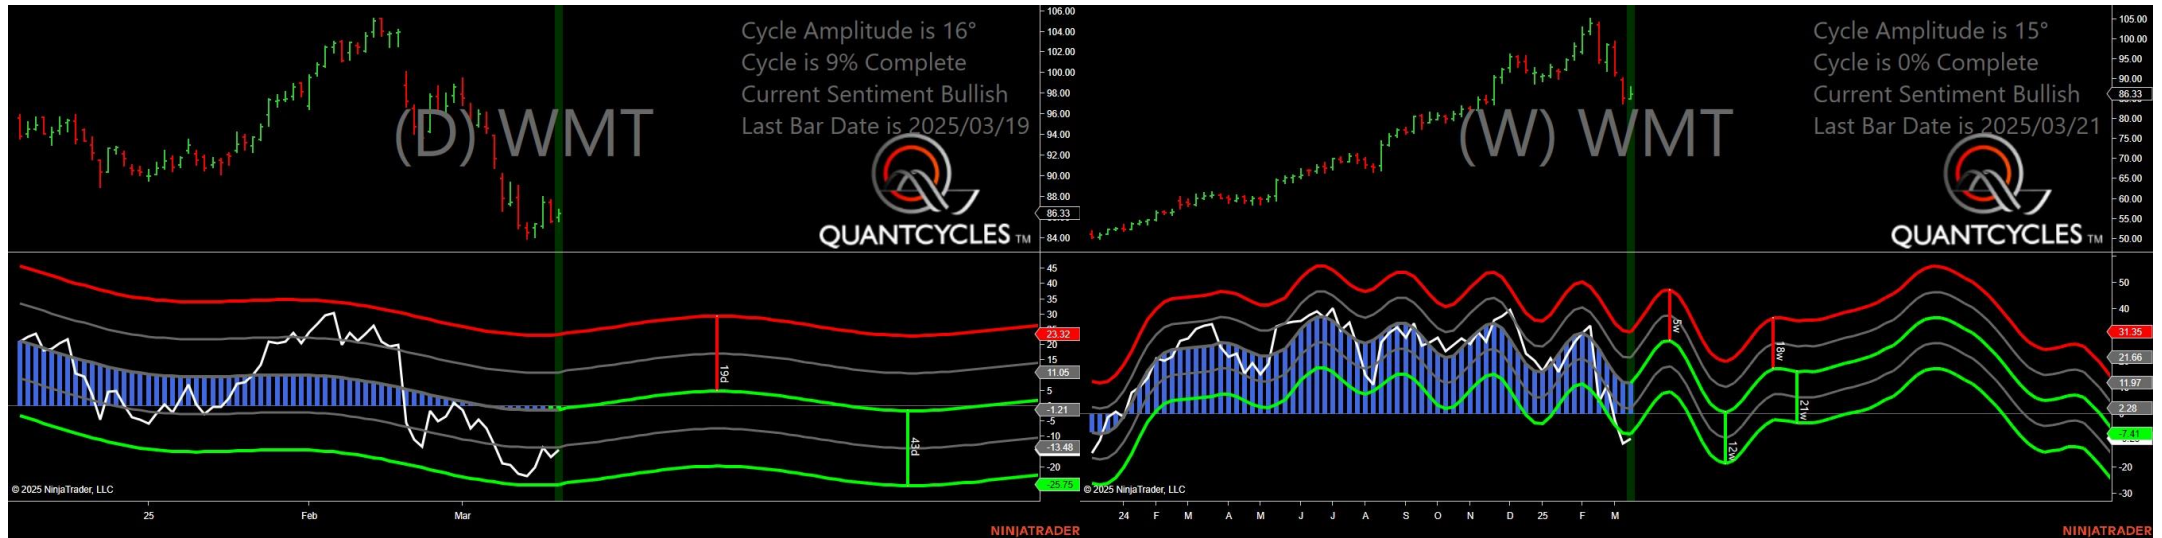 Cycle Amplitude is 16°
Cycle is 9% Complete
Current Sentiment Bullish
Last Bar Date is 2025/03/19
(D) WMT
QUANTCYCLES TM
106.00
104.00
102.00
100.00
98.00
96.00
94.00
92.00
90.00
88.00
86.33
84.00
45
40
35
30
23.32
20
15
11.05
5
-1.21
-5
-10
-13.48
-20
-25.75
19d
43d
© 2025 NinjaTrader, LLC
25 Feb Mar
NINJATRADER
Cycle Amplitude is 15°
Cycle is 0% Complete
Current Sentiment Bullish
Last Bar Date is 2025/03/21
(W) WMT
QUANTCYCLES TM
105.00
100.00
95.00
90.00
86.33
80.00
75.00
70.00
65.00
60.00
55.00
50.00
50
40
31.35
21.66
11.97
2.28
-7.41
-20
-30
5w
18w
12w
21w
© 2025 NinjaTrader, LLC
24 F M A M J J A S O N D 25 F M
NINJATRADER